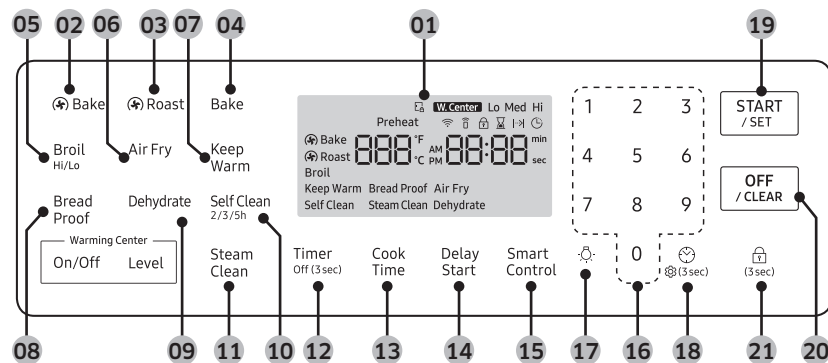 05 02 06 03 07 04 01 19
Bake Roast Bake
W. Center Lo Med Hi
Preheat
Bake 888 °F AM 88:88 min
Roast °C PM sec
Broil
Keep Warm Bread Proof Air Fry
Self Clean Steam Clean Dehydrate
1 2 3
START
/ SET
Broil
Hi/Lo
Air Fry
Keep
Warm
4 5 6
OFF
/ CLEAR
Bread
Proof
Dehydrate
Self Clean
2/3/5h
7 8 9
Warming Center
On/Off Level
Steam
Clean
Timer
Off (3 sec)
Cook
Time
Delay
Start
Smart
Control
0
(3 sec)
(3 sec)
08 09 11 10 12 13 14 15 17 16 18 21 20